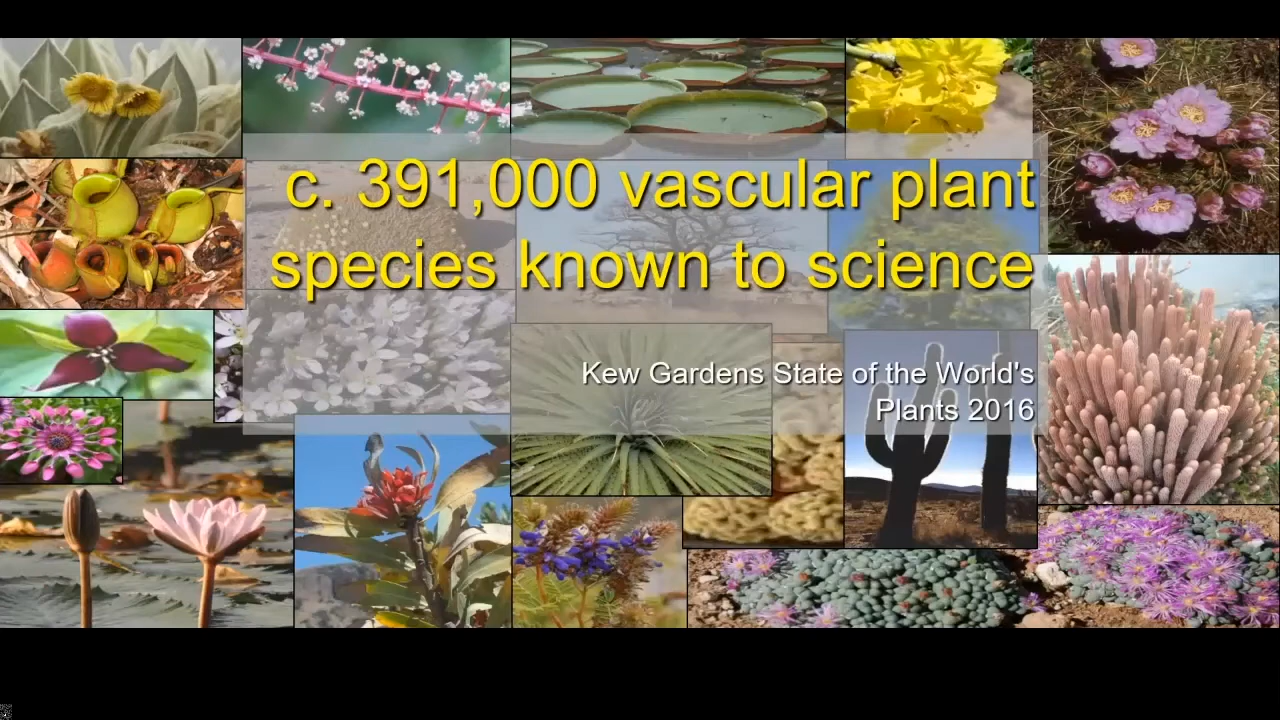 c. 391,000 vascular plant
species known to science
Kew Gardens State of the World's
Plants 2016